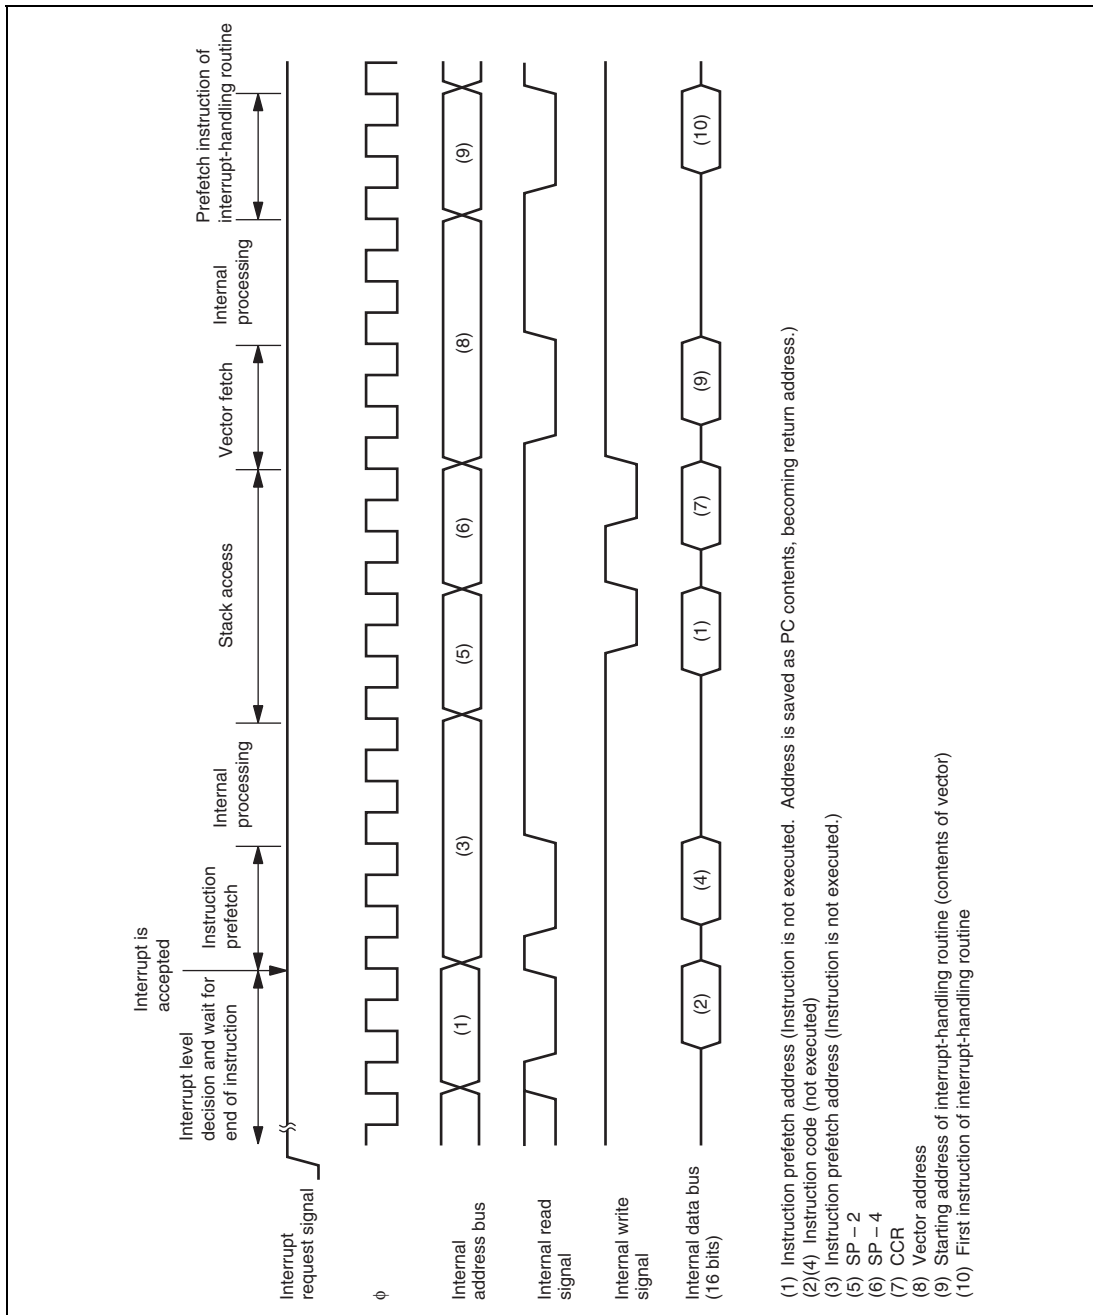 Interrupt is
accepted
Interrupt level
decision and wait for
end of instruction
Instruction
prefetch
Internal
processing
Stack access
Vector fetch
Internal
processing
Prefetch instruction of
interrupt-handling routine
Interrupt
request signal
φ
Internal
address bus
(1)
(3)
(5)
(6)
(8)
(9)
Internal read
signal
Internal write
signal
Internal data bus
(16 bits)
(2)
(4)
(1)
(7)
(9)
(10)
(1) Instruction prefetch address (Instruction is not executed. Address is saved as PC contents, becoming return address.)
(2)(4) Instruction code (not executed)
(3) Instruction prefetch address (Instruction is not executed.)
(5) SP – 2
(6) SP – 4
(7) CCR
(8) Vector address
(9) Starting address of interrupt-handling routine (contents of vector)
(10) First instruction of interrupt-handling routine